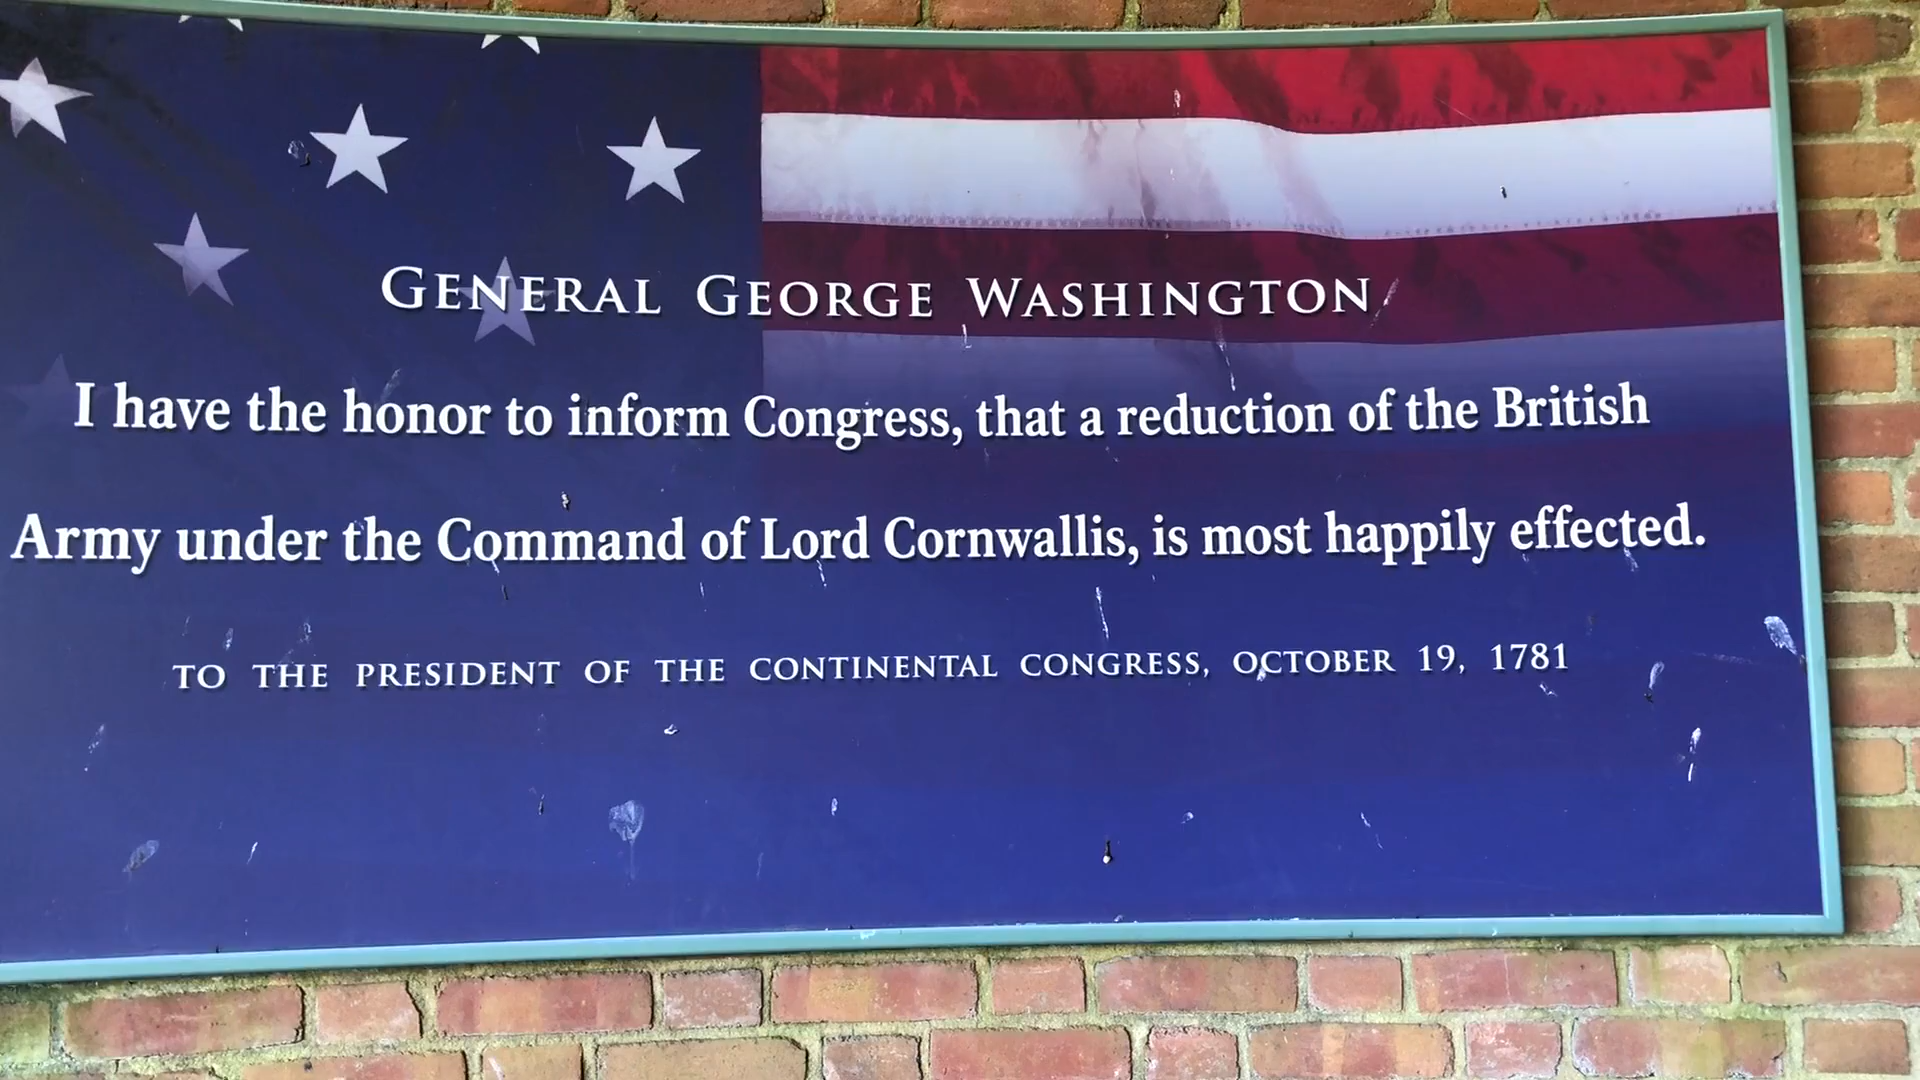 GENERAL GEORGE WASHINGTON
I have the honor to inform Congress, that a reduction of the British
Army under the Command of Lord Cornwallis, is most happily effected.
TO THE PRESIDENT OF THE CONTINENTAL CONGRESS, OCTOBER 19, 1781